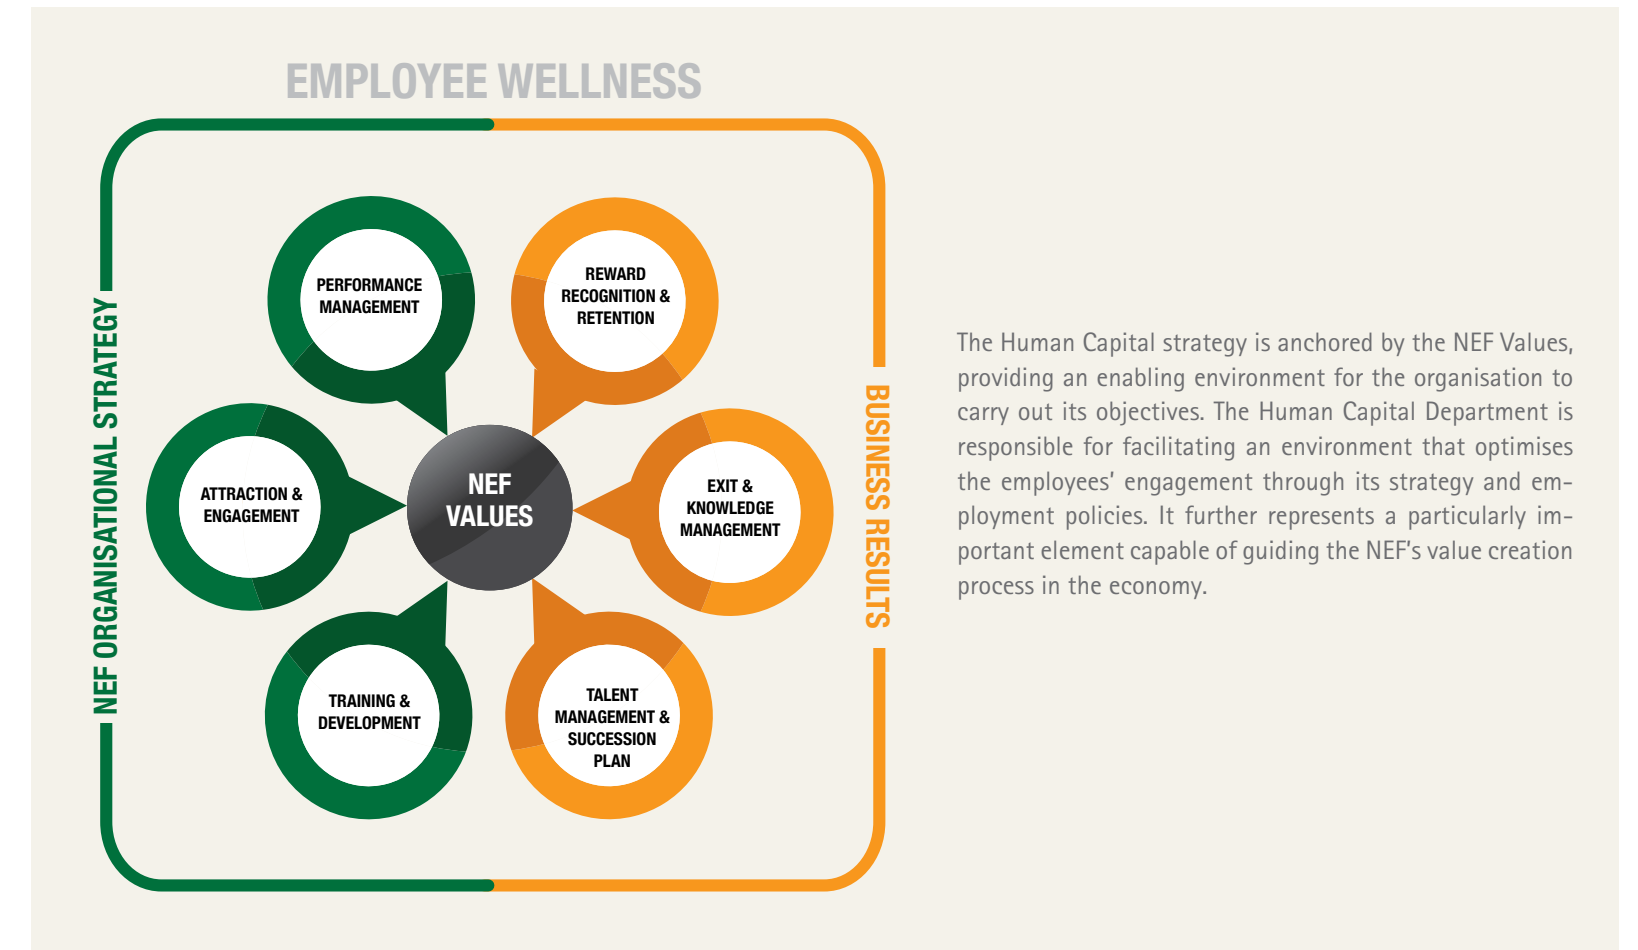 EMPLOYEE WELLNESS
NEF ORGANISATIONAL STRATEGY
PERFORMANCE
MANAGEMENT
REWARD
RECOGNITION &
RETENTION
ATTRACTION &
ENGAGEMENT
NEF
VALUES
EXIT &
KNOWLEDGE
MANAGEMENT
TRAINING &
DEVELOPMENT
TALENT
MANAGEMENT &
SUCCESSION
PLAN
BUSINESS RESULTS
The Human Capital strategy is anchored by the NEF Values,
providing an enabling environment for the organisation to
carry out its objectives. The Human Capital Department is
responsible for facilitating an environment that optimises
the employees’ engagement through its strategy and em-
ployment policies. It further represents a particularly im-
portant element capable of guiding the NEF’s value creation
process in the economy.